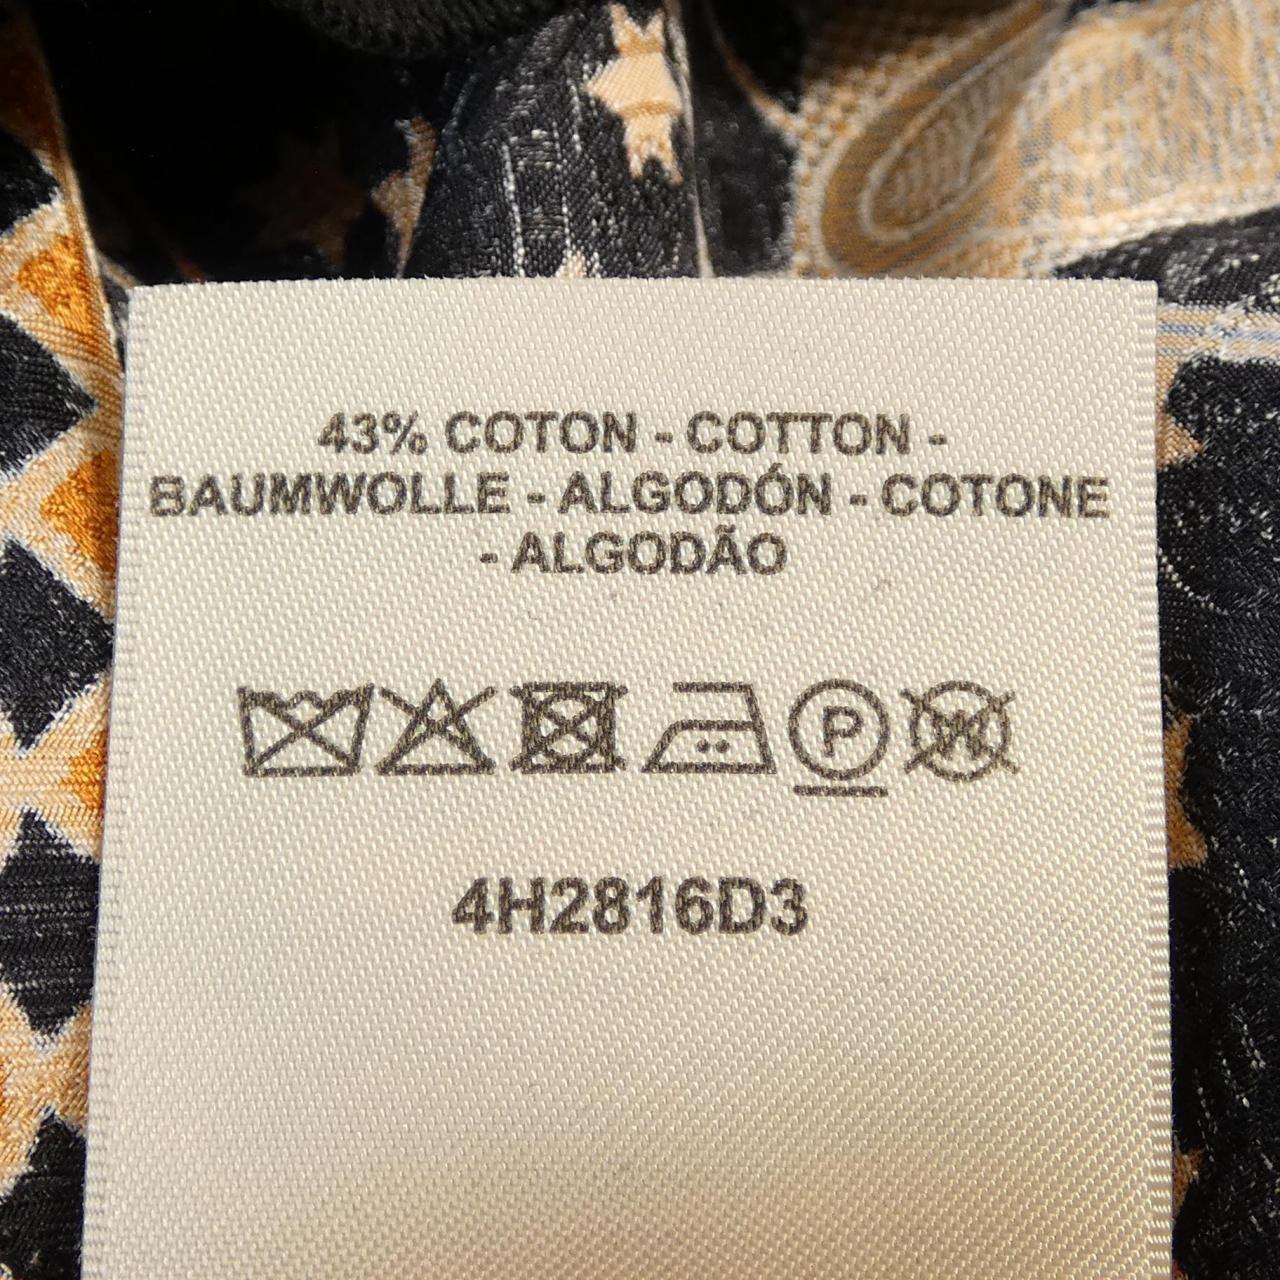 43% COTON - COTTON -
BAUMWOLLE - ALGODÓN - COTONE
- ALGODÃO
P W
4H2816D3